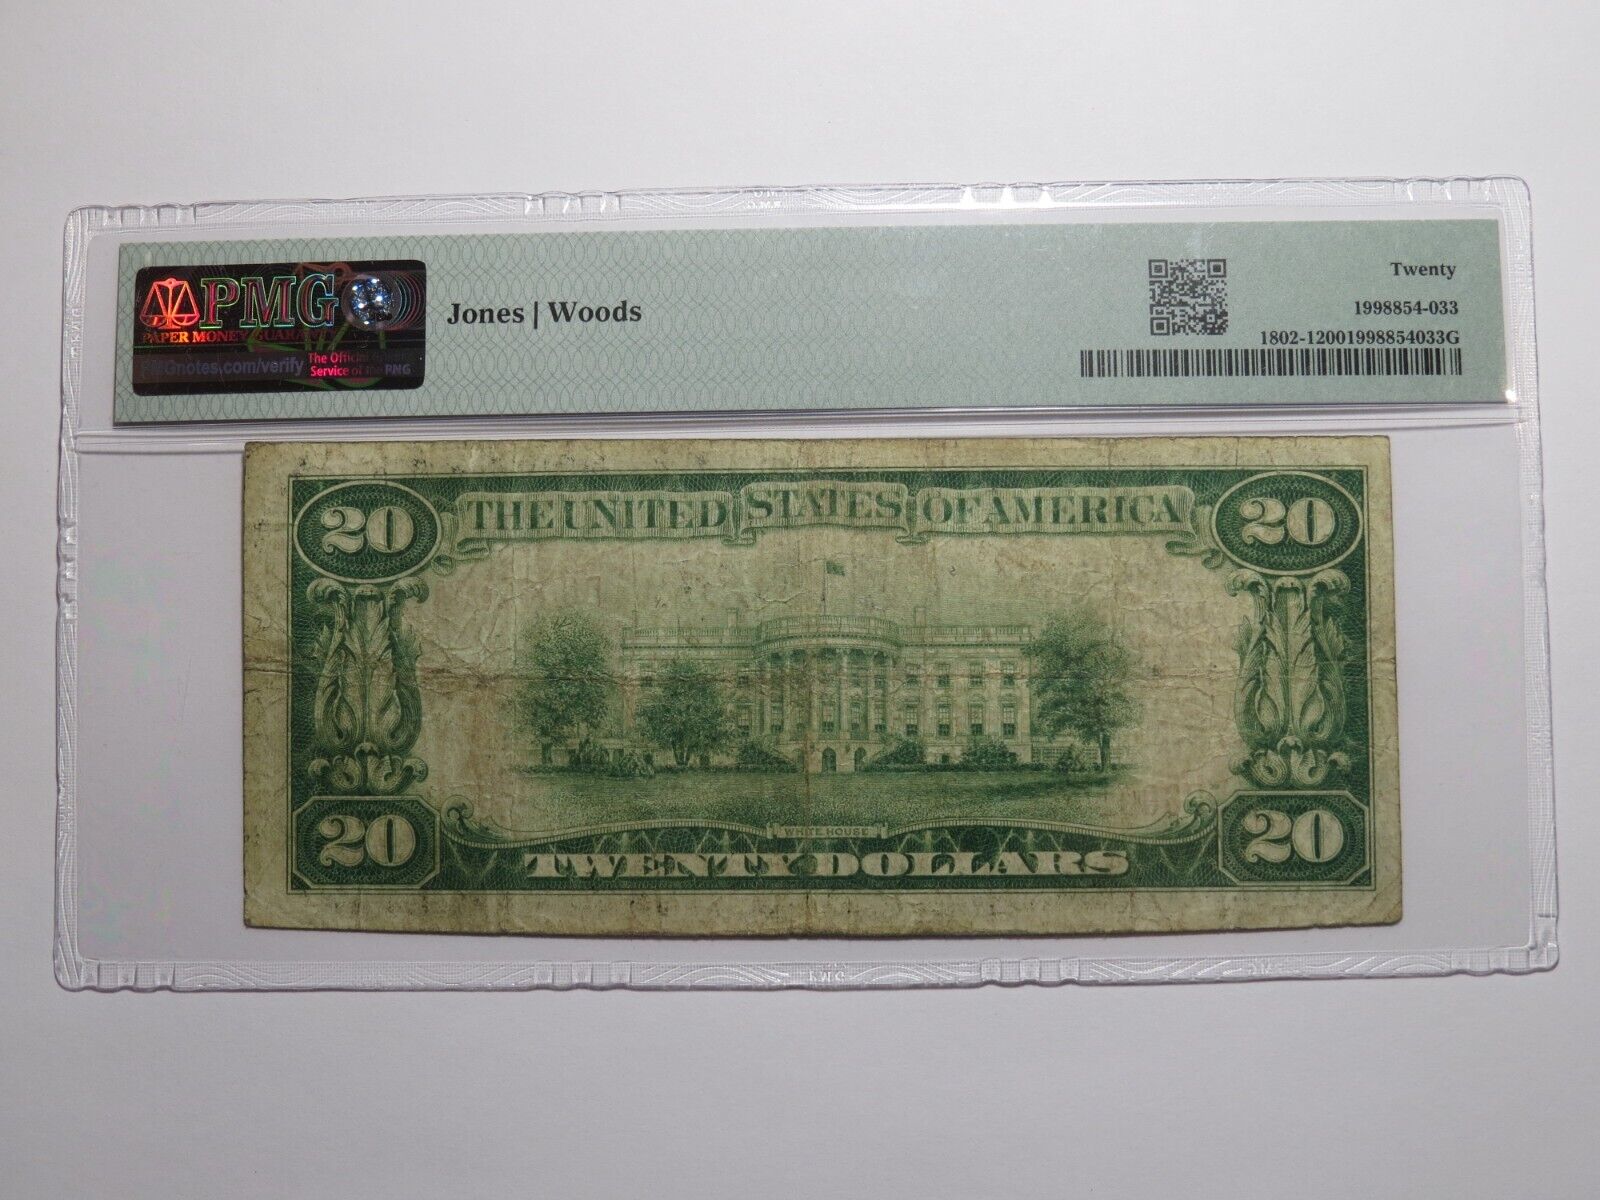 PMG
PAPER MONEY GUARANTY
PMGnotes.com/verify
The Official Grading
Service of the PNG
Jones | Woods
Twenty
1998854-033
1802-12001998854033G
20
THE UNITED STATES OF AMERICA
20
WHITE HOUSE
20
TWENTY DOLLARS
20
PMG